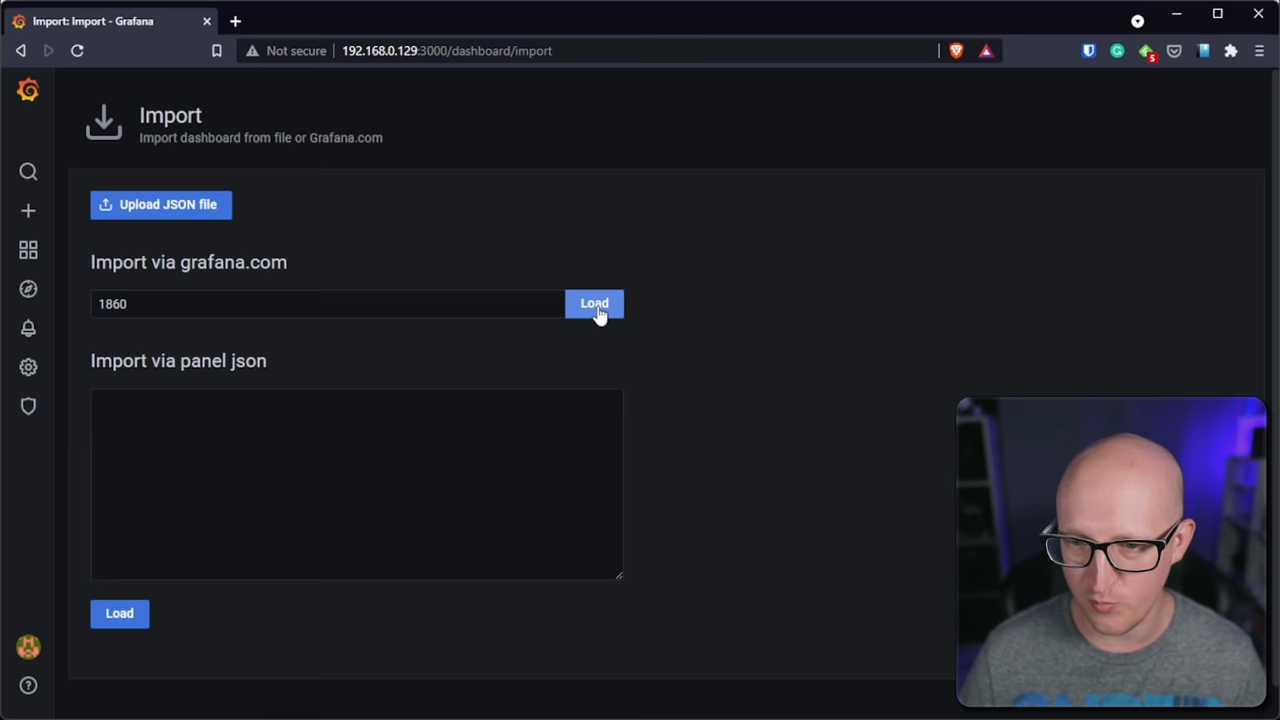 Import: Import - Grafana
Not secure
192.168.0.129:3000/dashboard/import
5
Import
Import dashboard from file or Grafana.com
Upload JSON file
Import via grafana.com
1860
Load
Import via panel json
Load